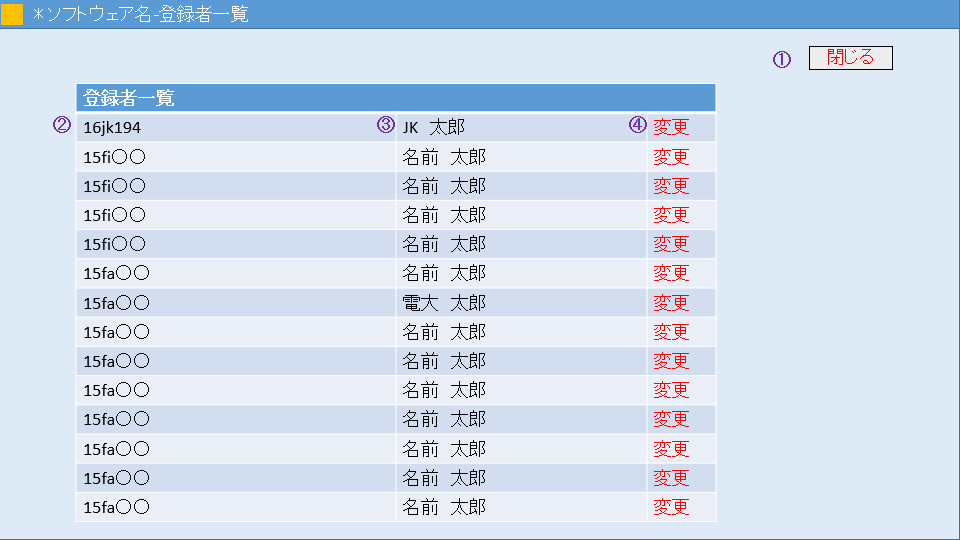 ＊ソフトウェア名-登録者一覧
① 閉じる
登録者一覧
② 16jk194 ③ JK　太郎 ④ 変更
15fi〇〇 名前　太郎 変更
15fi〇〇 名前　太郎 変更
15fi〇〇 名前　太郎 変更
15fi〇〇 名前　太郎 変更
15fa〇〇 名前　太郎 変更
15fa〇〇 電大　太郎 変更
15fa〇〇 名前　太郎 変更
15fa〇〇 名前　太郎 変更
15fa〇〇 名前　太郎 変更
15fa〇〇 名前　太郎 変更
15fa〇〇 名前　太郎 変更
15fa〇〇 名前　太郎 変更
15fa〇〇 名前　太郎 変更